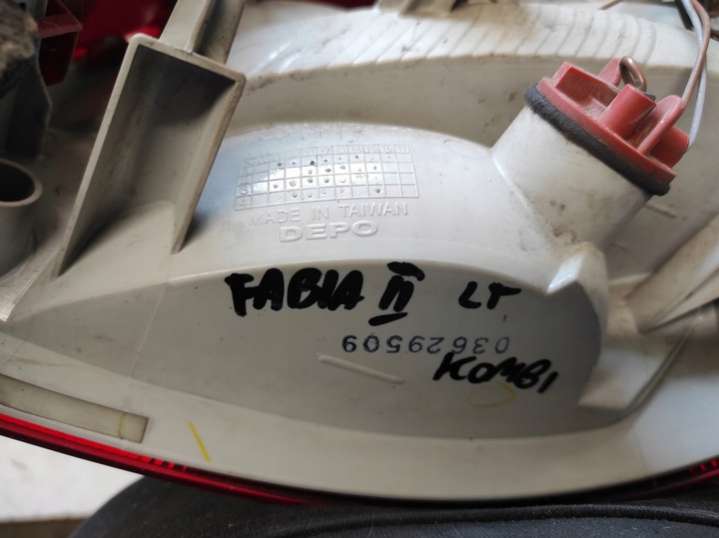 MADE IN TAIWAN
DEPO
FABIA II LT
03629509
KOMBI